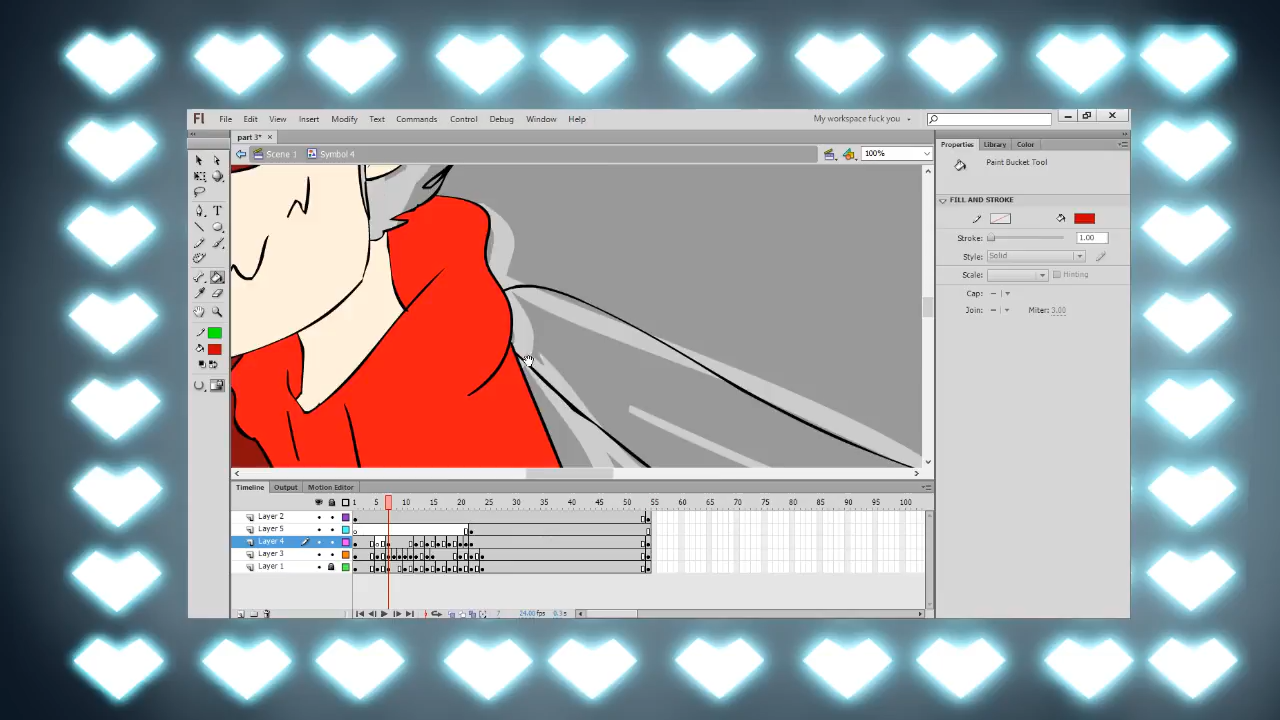 Fl File Edit View Insert Modify Text Commands Control Debug Window Help My workspace fuck you
part 3*
Scene 1 Symbol 4 100%
Properties Library Color
Paint Bucket Tool
FILL AND STROKE
Stroke: 1.00
Style: Solid
Scale: Hinting
Cap:
Join: Miter: 3.00
Timeline Output Motion Editor
1 5 10 15 20 25 30 35 40 45 50 55 60 65 70 75 80 85 90 95 100
Layer 2
Layer 5
Layer 4
Layer 3
Layer 1
7 24.00fps 0.3s